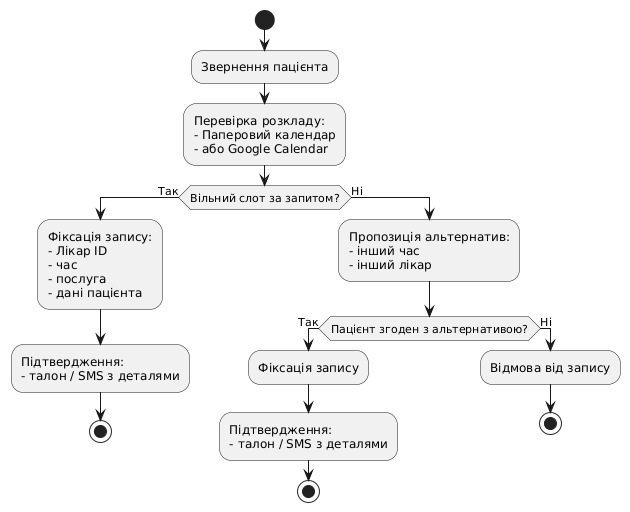 Звернення пацієнта
Перевірка розкладу:
- Паперовий календар
- або Google Calendar
Вільний слот за запитом?
Так
Ні
Фіксація запису:
- Лікар ID
- час
- послуга
- дані пацієнта
Підтвердження:
- талон / SMS з деталями
Пропозиція альтернатив:
- інший час
- інший лікар
Пацієнт згоден з альтернативою?
Так
Ні
Фіксація запису
Підтвердження:
- талон / SMS з деталями
Відмова від запису